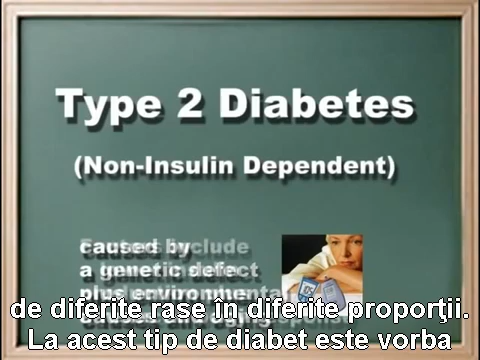 Type 2 Diabetes
(Non-Insulin Dependent)
caused by
a genetic defect
plus environmental
de diferite rase în diferite proporţii.
La acest tip de diabet este vorba